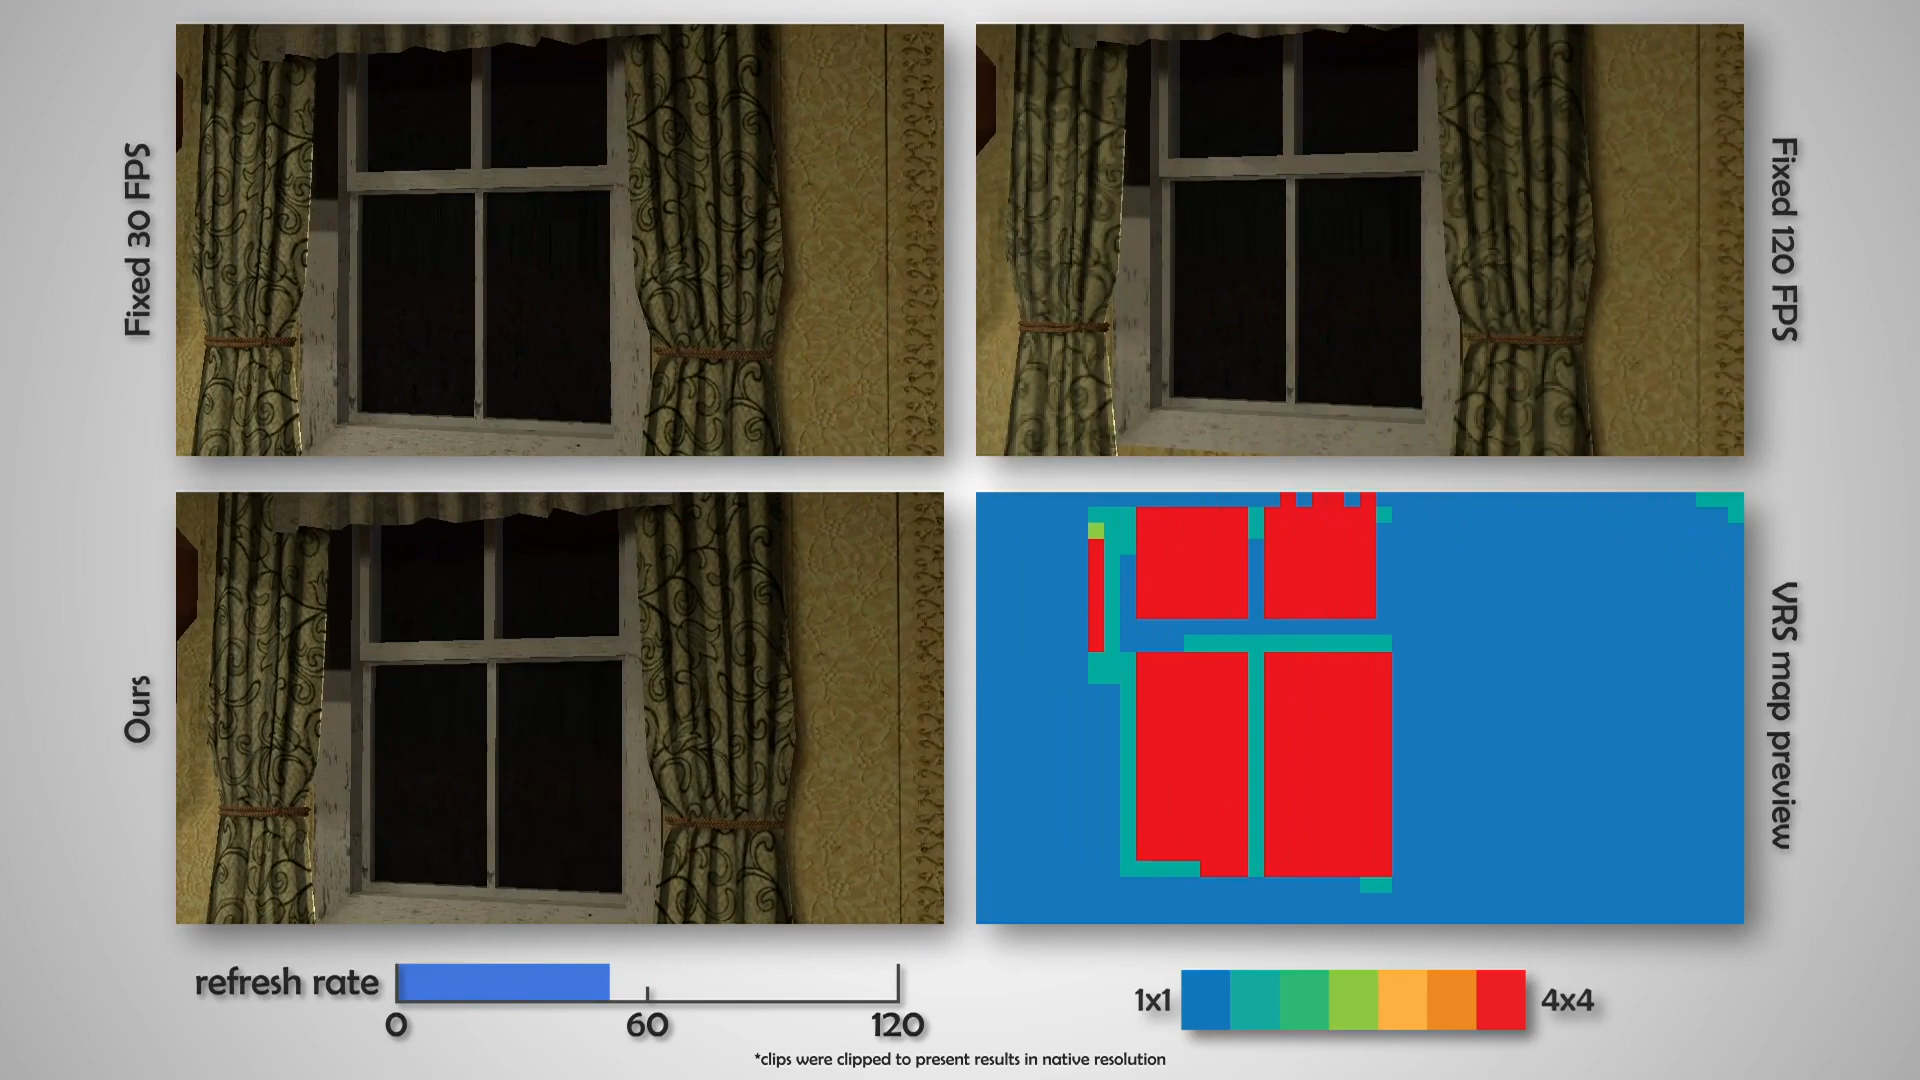 Fixed 30 FPS
Fixed 120 FPS
Ours
VRS map preview
refresh rate
0
60
120
1x1
4x4
*clips were clipped to present results in native resolution